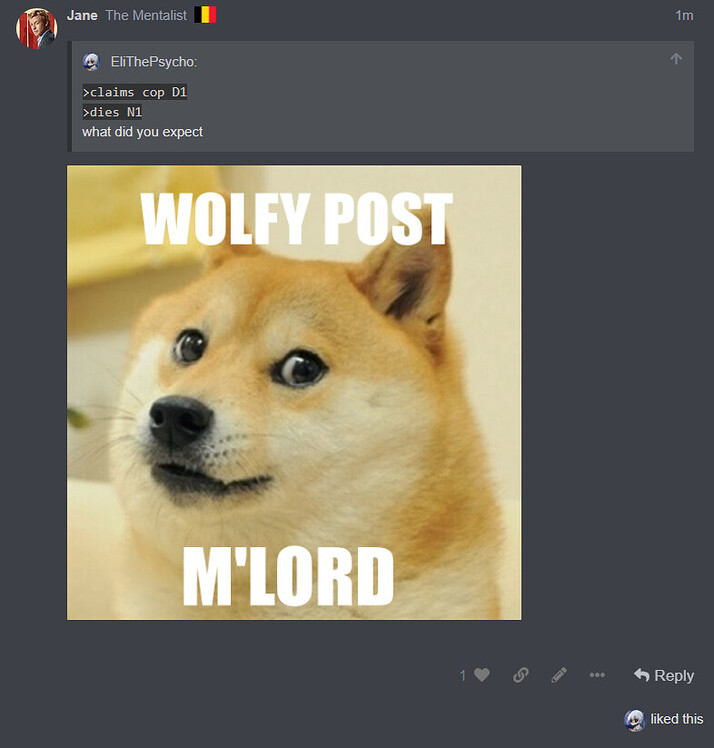 Jane The Mentalist 1m
EliThePsycho:
>claims cop D1
>dies N1
what did you expect
WOLFY POST
M'LORD
1 Reply
liked this